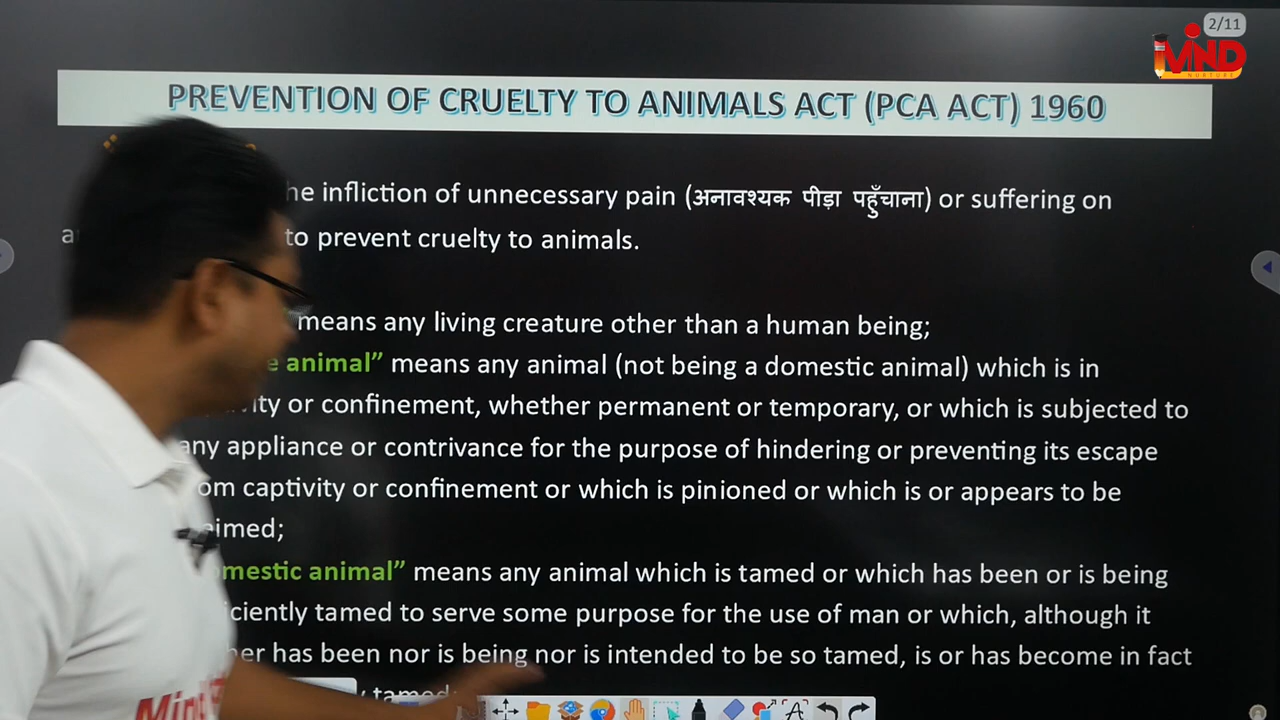 2/11
MIND
NURTURE
PREVENTION OF CRUELTY TO ANIMALS ACT (PCA ACT) 1960
he infliction of unnecessary pain (अनावश्यक पीड़ा पहुँचाना) or suffering on
to prevent cruelty to animals.
means any living creature other than a human being;
e animal” means any animal (not being a domestic animal) which is in
ity or confinement, whether permanent or temporary, or which is subjected to
any appliance or contrivance for the purpose of hindering or preventing its escape
om captivity or confinement or which is pinioned or which is or appears to be
eimed;
omestic animal” means any animal which is tamed or which has been or is being
iciently tamed to serve some purpose for the use of man or which, although it
her has been nor is being nor is intended to be so tamed, is or has become in fact
tamed;